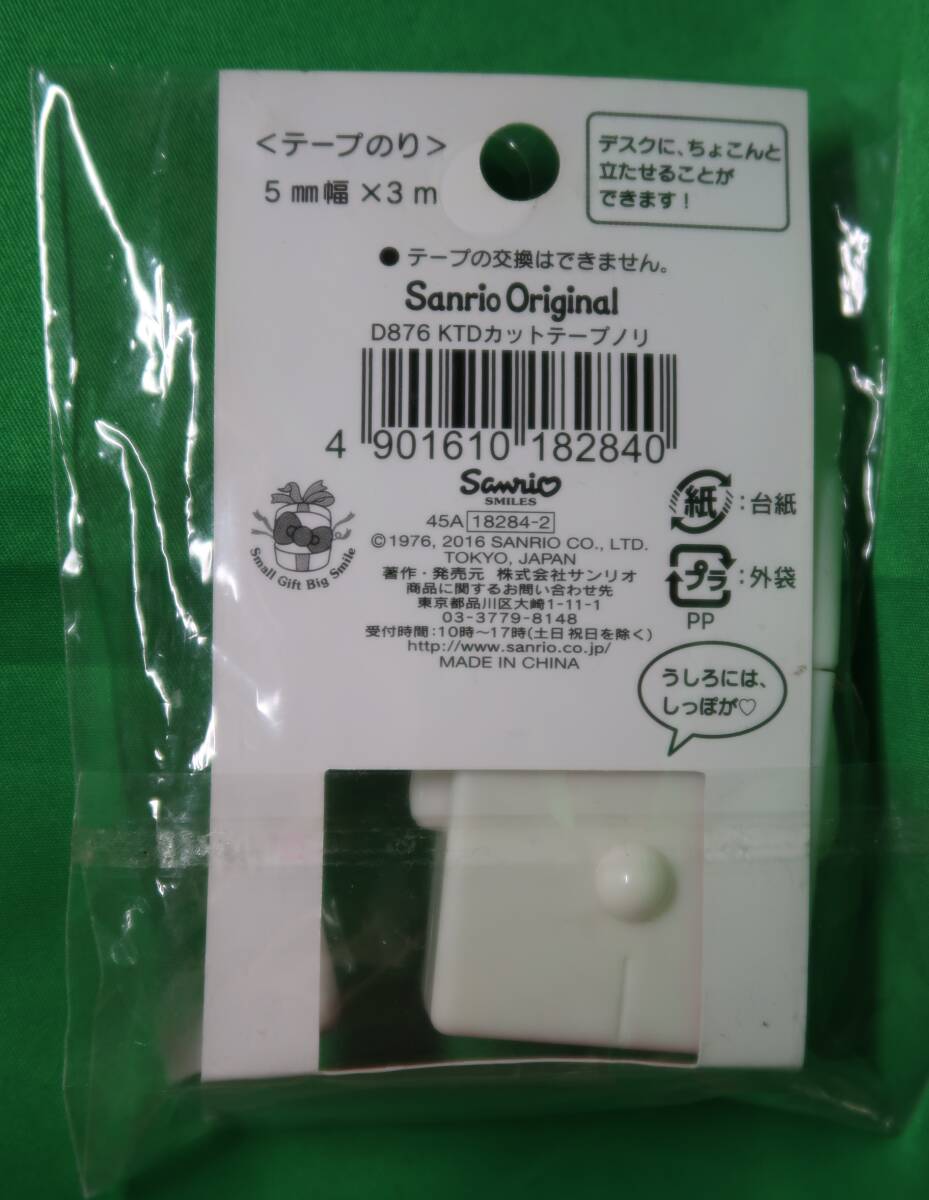 <テープのり>
5㎜幅×3m
デスクに、ちょこんと
立たせることが
できます!
●テープの交換はできません。
Sanrio Original
D876 KTDカットテープノリ
4 901610 182840
Sanrio
SMILES
Small Gift Big Smile
45A 18284-2
©1976, 2016 SANRIO CO., LTD.
TOKYO, JAPAN
著作・発売元 株式会社サンリオ
商品に関するお問い合わせ先
東京都品川区大崎1-11-1
03-3779-8148
受付時間:10時~17時(土日祝日を除く)
http://www.sanrio.co.jp/
MADE IN CHINA
紙:台紙
プラ:外袋
PP
うしろには、
しっぽが♡